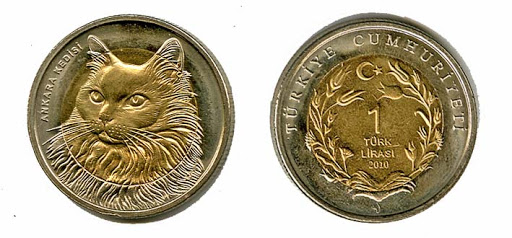 ANKARA KEDİSİ
TÜRKİYE CUMHURİYETİ
1
TÜRK
LİRASI
2010